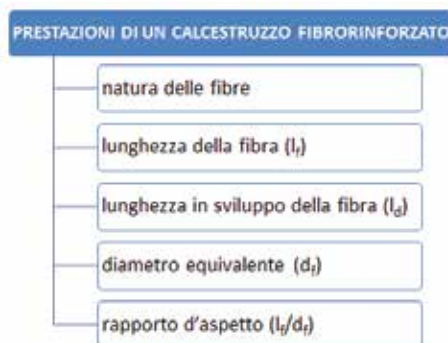 PRESTAZIONI DI UN CALCESTRUZZO FIBRORINFORZATO
natura delle fibre
lunghezza della fibra (lf)
lunghezza in sviluppo della fibra (ld)
diametro equivalente (df)
rapporto d'aspetto (lf/df)